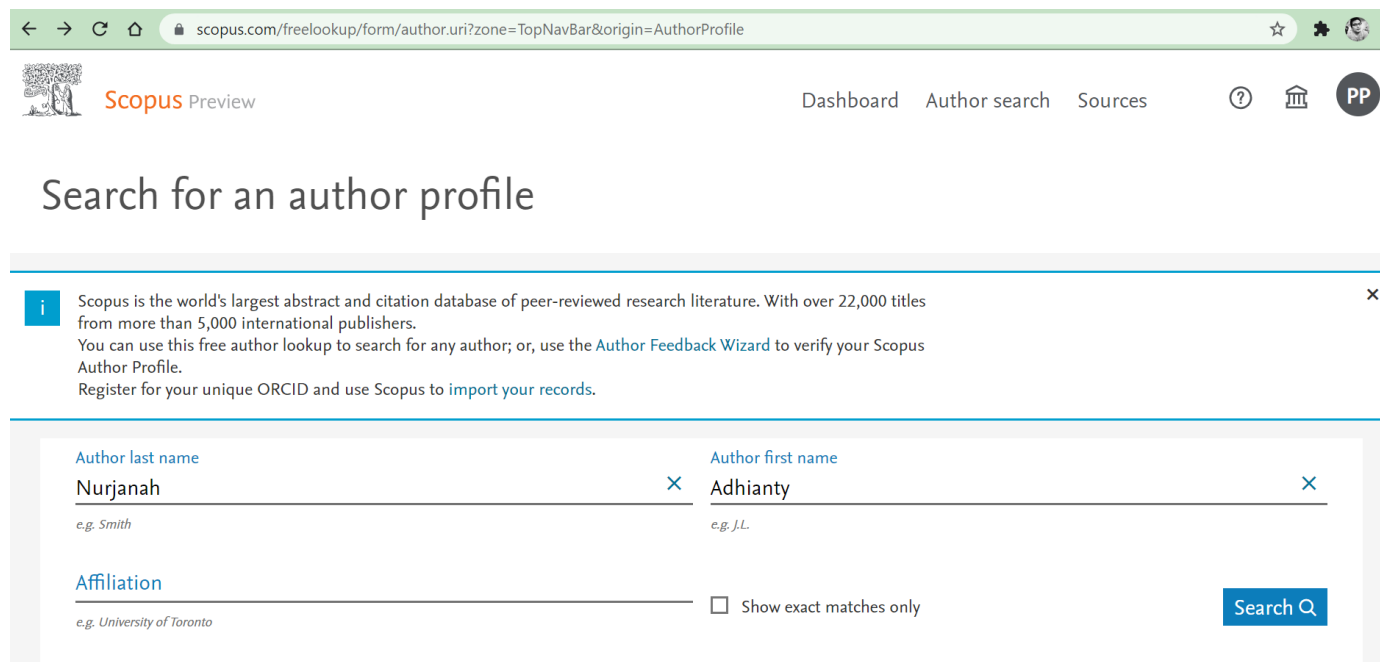 scopus.com/freelookup/form/author.uri?zone=TopNavBar&origin=AuthorProfile
Scopus Preview
Dashboard Author search Sources
PP
Search for an author profile
i
Scopus is the world's largest abstract and citation database of peer-reviewed research literature. With over 22,000 titles
from more than 5,000 international publishers.
You can use this free author lookup to search for any author; or, use the Author Feedback Wizard to verify your Scopus
Author Profile.
Register for your unique ORCID and use Scopus to import your records.
Author last name Author first name
Nurjanah Adhianty
e.g. Smith e.g. J.L.
Affiliation
Show exact matches only Search
e.g. University of Toronto